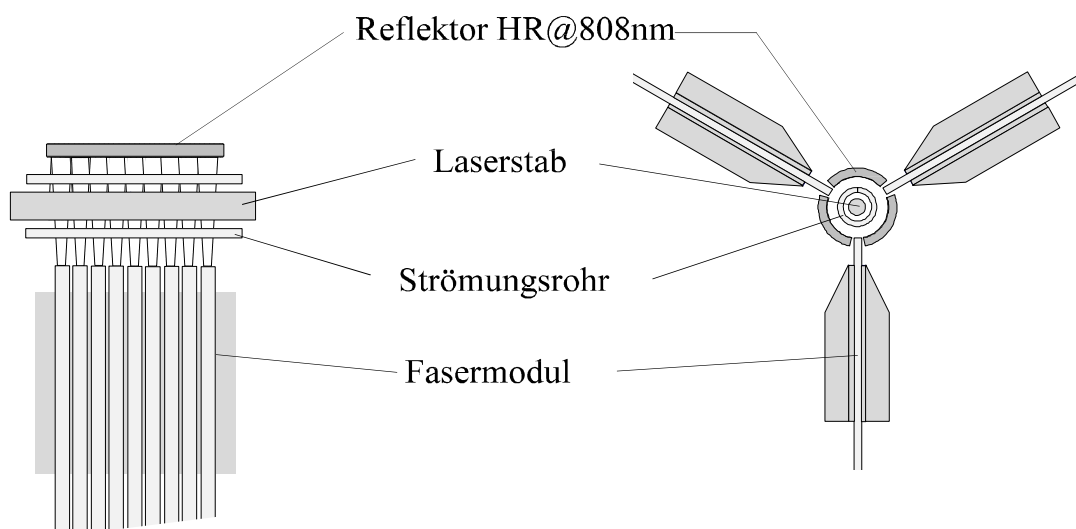 Reflektor HR@808nm
Laserstab
Strömungsrohr
Fasermodul